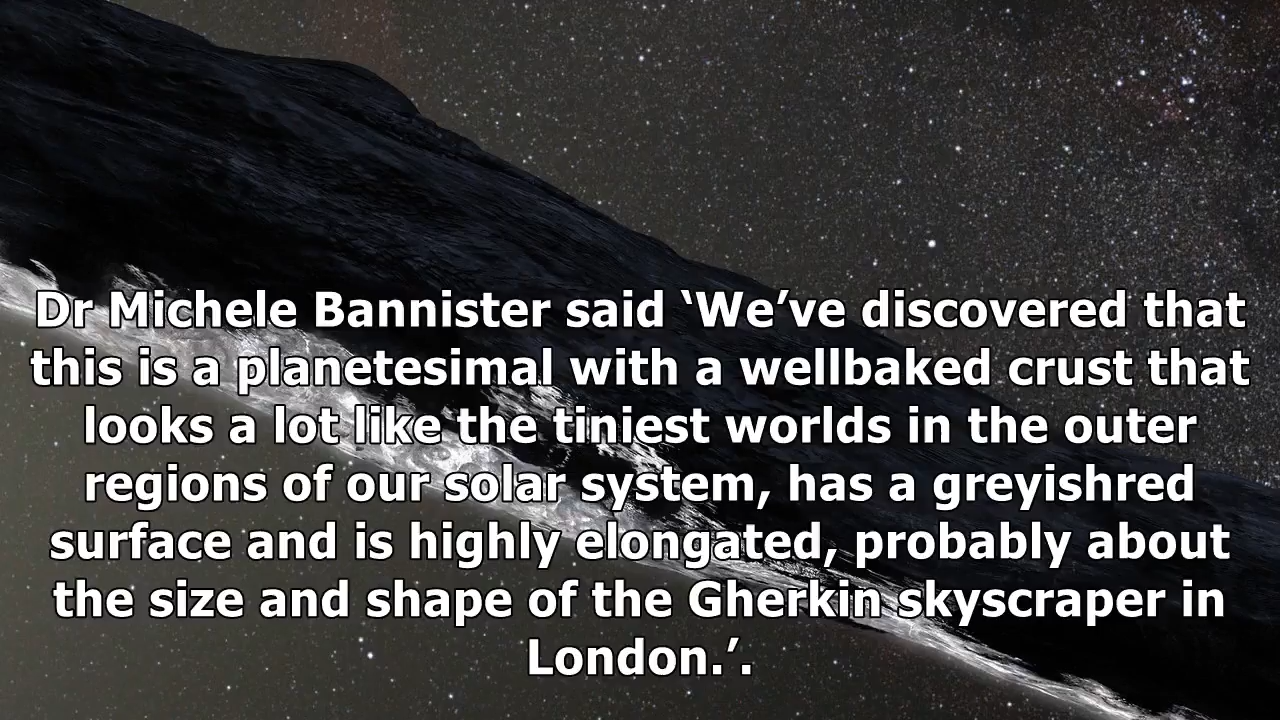 Dr Michele Bannister said ‘We’ve discovered that
this is a planetesimal with a wellbaked crust that
looks a lot like the tiniest worlds in the outer
regions of our solar system, has a greyishred
surface and is highly elongated, probably about
the size and shape of the Gherkin skyscraper in
London.’.